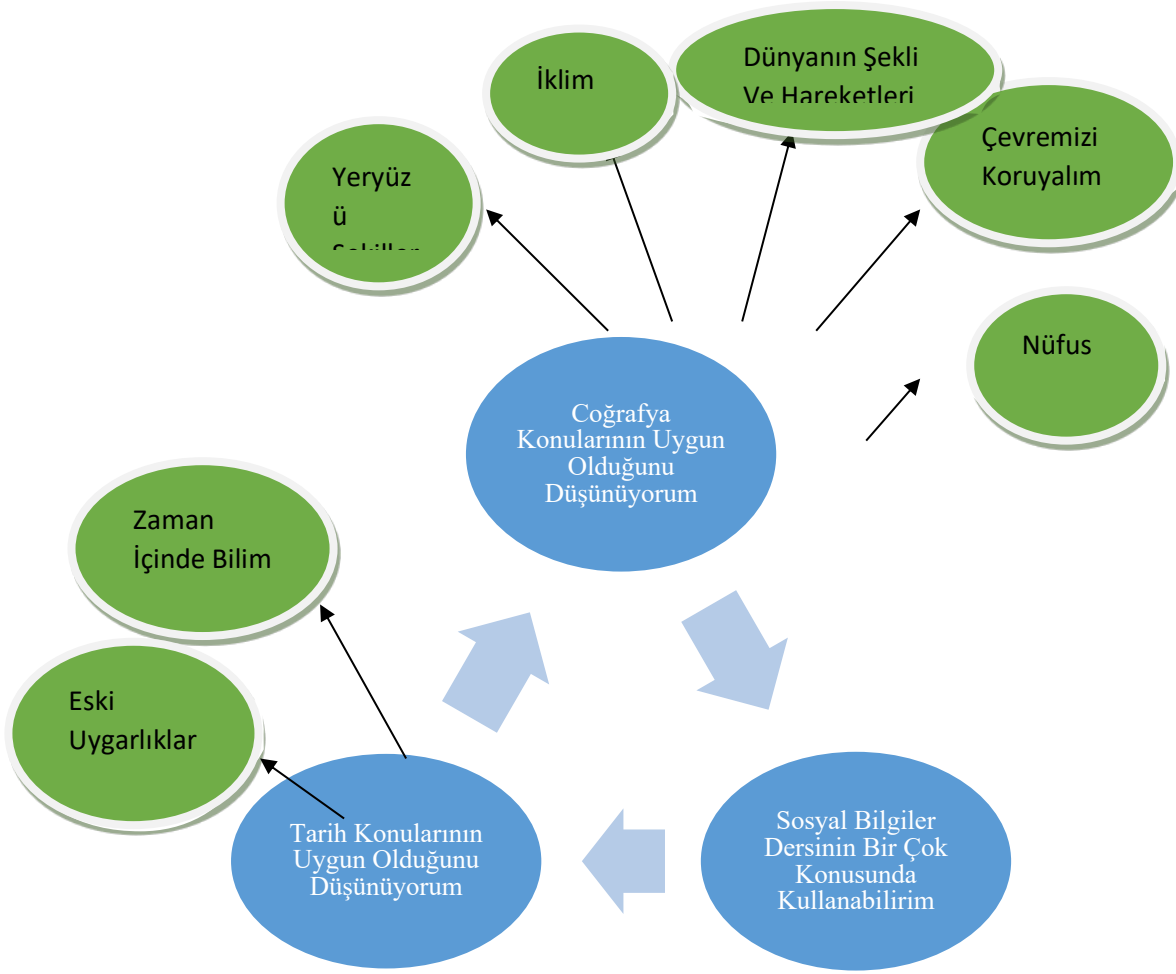 İklim
Dünyanın Şekli
Ve Hareketleri
Çevremizi
Koruyalım
Yeryüz
ü
Nüfus
Coğrafya
Konularının Uygun
Olduğunu
Düşünüyorum
Zaman
İçinde Bilim
Eski
Uygarlıklar
Tarih Konularının
Uygun Olduğunu
Düşünüyorum
Sosyal Bilgiler
Dersinin Bir Çok
Konusunda
Kullanabilirim